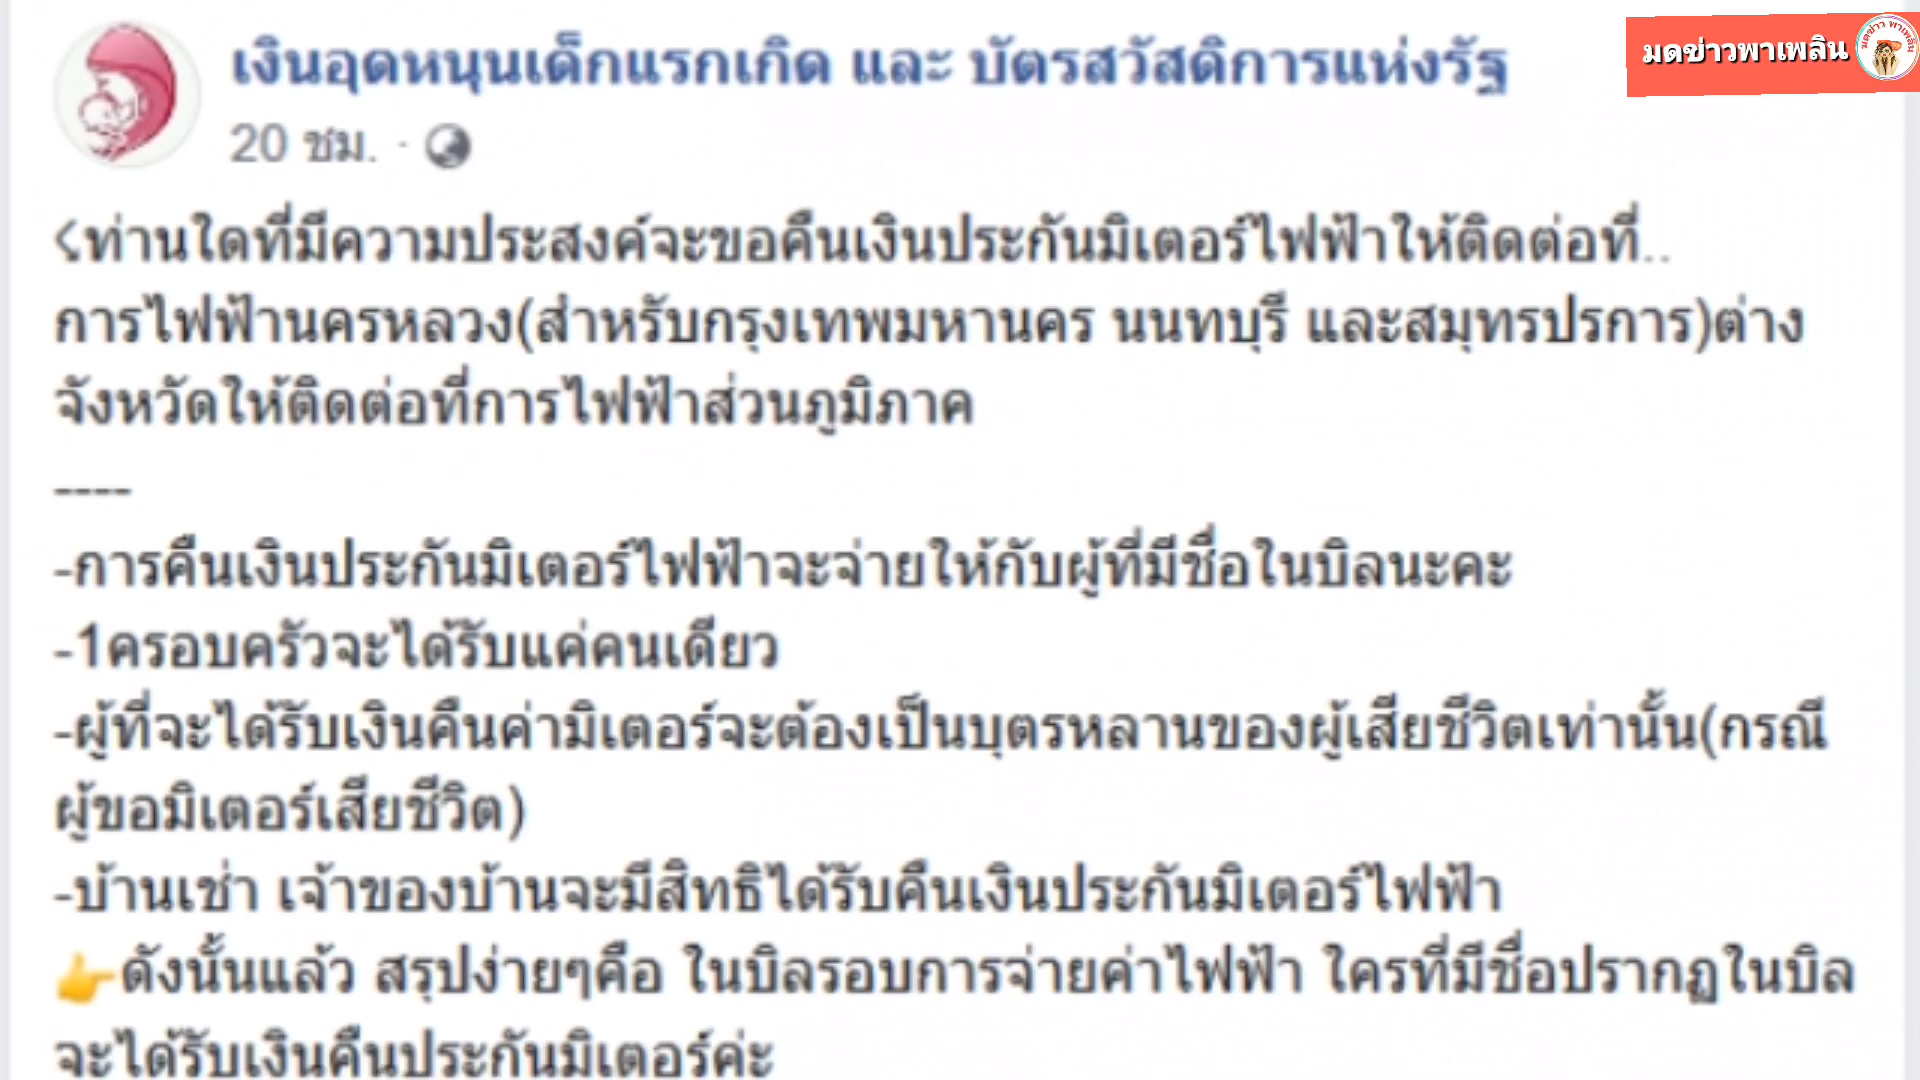 เงินอุดหนุนเด็กแรกเกิด และ บัตรสวัสดิการแห่งรัฐ
มดข่าวพาเพลิน
มดข่าว พาเพลิน
20 ชม. ·
ท่านใดที่มีความประสงค์จะขอคืนเงินประกันมิเตอร์ไฟฟ้าให้ติดต่อที่..
การไฟฟ้านครหลวง(สำหรับกรุงเทพมหานคร นนทบุรี และสมุทรปรการ)ต่าง
จังหวัดให้ติดต่อที่การไฟฟ้าส่วนภูมิภาค
----
-การคืนเงินประกันมิเตอร์ไฟฟ้าจะจ่ายให้กับผู้ที่มีชื่อในบิลนะคะ
-1ครอบครัวจะได้รับแค่คนเดียว
-ผู้ที่จะได้รับเงินคืนค่ามิเตอร์จะต้องเป็นบุตรหลานของผู้เสียชีวิตเท่านั้น(กรณี
ผู้ขอมิเตอร์เสียชีวิต)
-บ้านเช่า เจ้าของบ้านจะมีสิทธิได้รับคืนเงินประกันมิเตอร์ไฟฟ้า
👉ดังนั้นแล้ว สรุปง่ายๆคือ ในบิลรอบการจ่ายค่าไฟฟ้า ใครที่มีชื่อปรากฏในบิล
จะได้รับเงินคืนประกันมิเตอร์ค่ะ